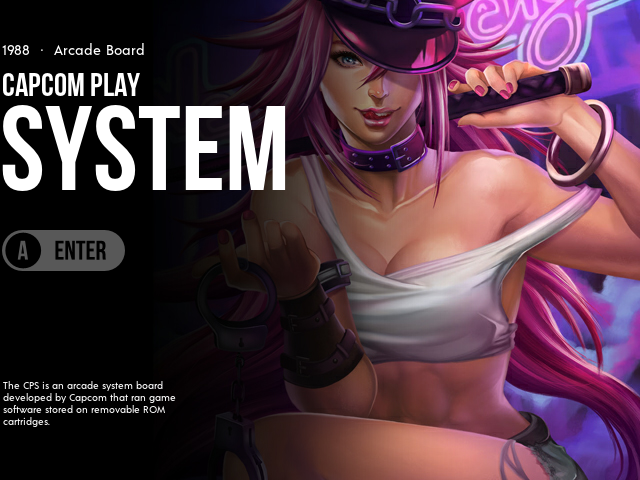 1988 · Arcade Board
CAPCOM PLAY
SYSTEM
A ENTER
The CPS is an arcade system board
developed by Capcom that ran game
software stored on removable ROM
cartridges.